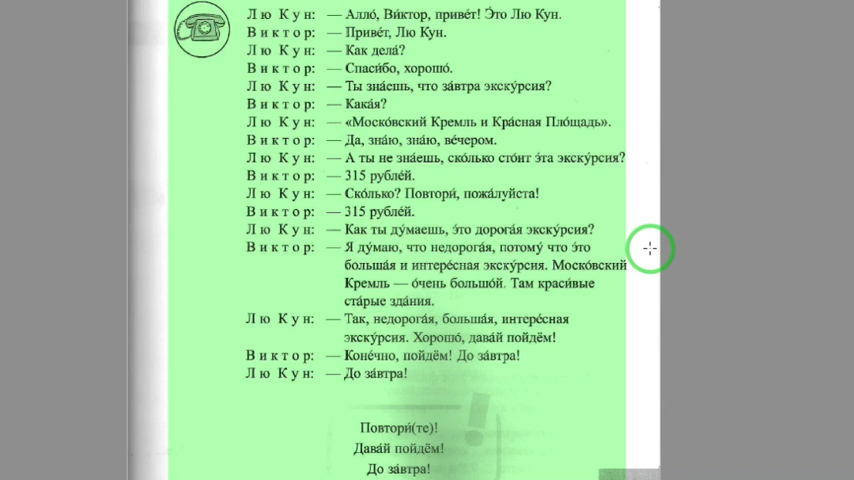 Лю Кун: — Алло́, Ви́ктор, приве́т! Э́то Лю Кун.
Виктор: — Приве́т, Лю Кун.
Лю Кун: — Как дела́?
Виктор: — Спаси́бо, хорошо́.
Лю Кун: — Ты зна́ешь, что за́втра экску́рсия?
Виктор: — Кака́я?
Лю Кун: — «Моско́вский Кремль и Кра́сная Пло́щадь».
Виктор: — Да, зна́ю, зна́ю, ве́чером.
Лю Кун: — А ты не зна́ешь, ско́лько сто́ит э́та экску́рсия?
Виктор: — 315 рубле́й.
Лю Кун: — Ско́лько? Повтори́, пожа́луйста!
Виктор: — 315 рубле́й.
Лю Кун: — Как ты ду́маешь, э́то дорога́я экску́рсия?
Виктор: — Я ду́маю, что недорога́я, потому́ что э́то
больша́я и интере́сная экску́рсия. Моско́вский
Кремль — о́чень большо́й. Там краси́вые
ста́рые зда́ния.
Лю Кун: — Так, недорога́я, больша́я, интере́сная
экску́рсия. Хорошо́, дава́й пойдём!
Виктор: — Коне́чно, пойдём! До за́втра!
Лю Кун: — До за́втра!
Повтори́(те)!
Дава́й пойдём!
До за́втра!